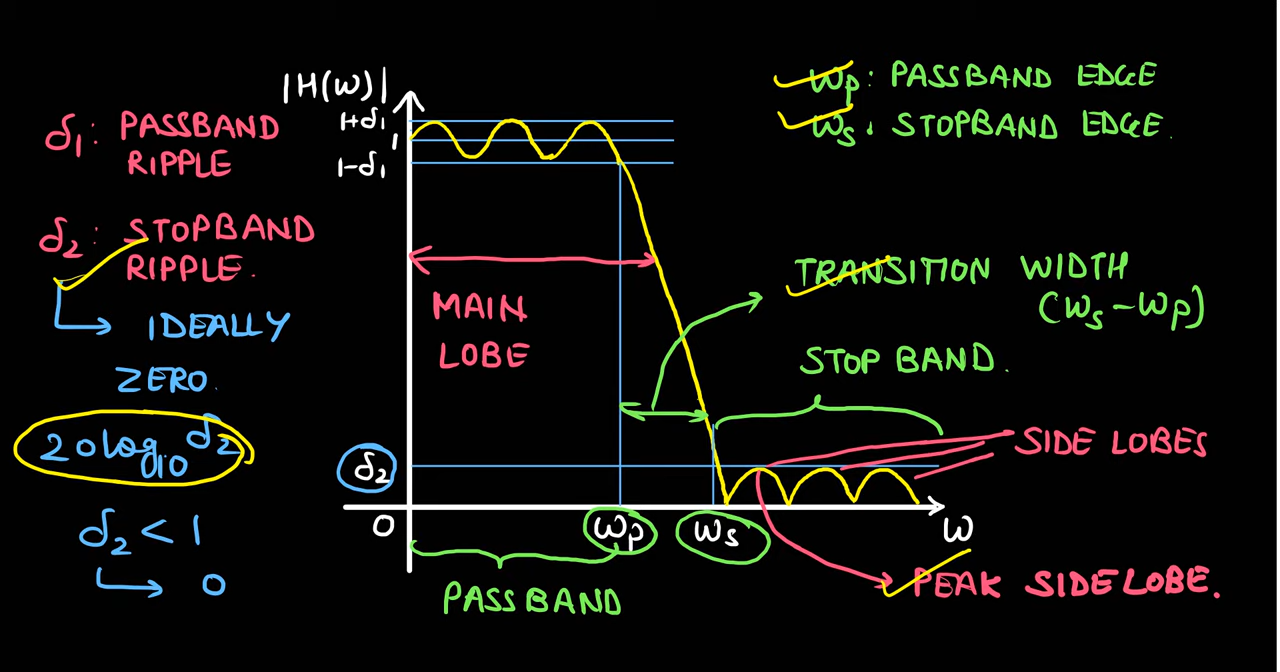 |H(ω)|
1+δ1
1
1-δ1
δ1: PASSBAND
RIPPLE
δ2: STOPBAND
RIPPLE.
IDEALLY
ZERO.
20log10 δ2
δ2 < 1
0
ωp: PASSBAND EDGE
ωs: STOPBAND EDGE.
TRANSITION WIDTH
(ωs-ωp)
MAIN
LOBE
STOP BAND.
SIDE LOBES
δ2
0
ωp
ωs
ω
PASSBAND
PEAK SIDELOBE.